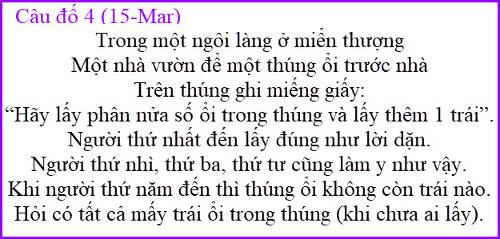 Câu đố 4 (15-Mar)
Trong một ngôi làng ở miền thượng
Một nhà vườn để một thúng ổi trước nhà
Trên thúng ghi miếng giấy:
“Hãy lấy phân nửa số ổi trong thúng và lấy thêm 1 trái”.
Người thứ nhất đến lấy đúng như lời dặn.
Người thứ nhì, thứ ba, thứ tư cũng làm y như vậy.
Khi người thứ năm đến thì thúng ổi không còn trái nào.
Hỏi có tất cả mấy trái ổi trong thúng (khi chưa ai lấy).